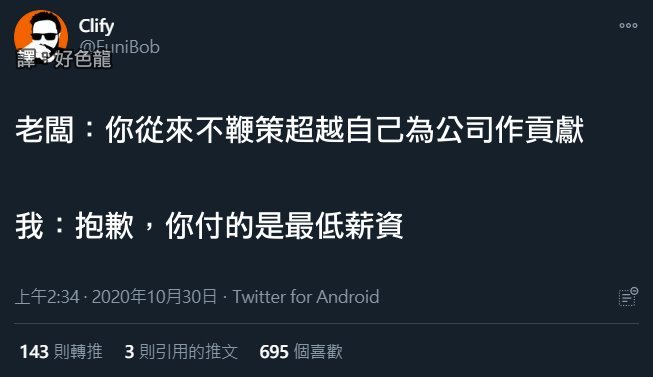 Clify
@FuniBob
譯：好色龍
老闆：你從來不鞭策超越自己為公司作貢獻
我：抱歉，你付的是最低薪資
上午2:34 · 2020年10月30日 · Twitter for Android
143 則轉推 3 則引用的推文 695 個喜歡